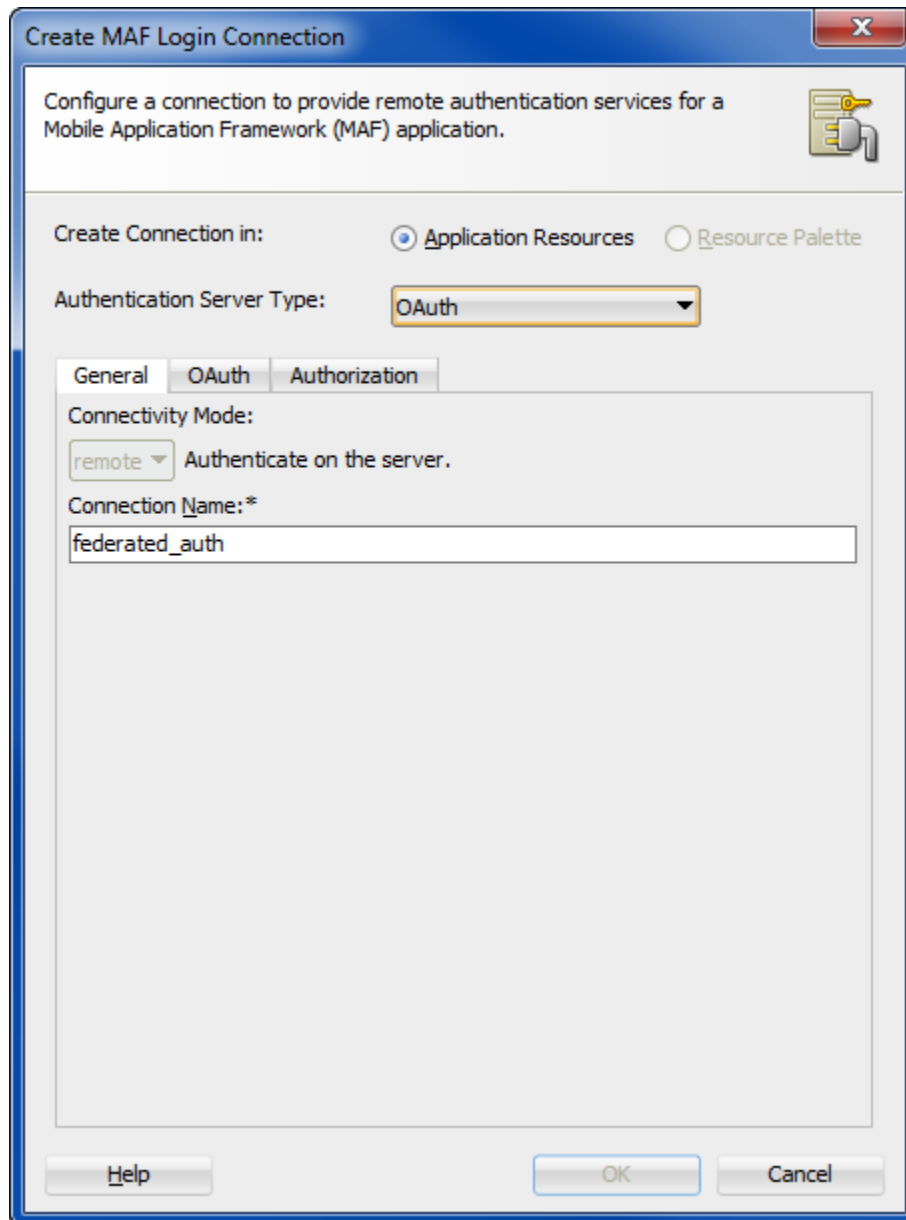 Create MAF Login Connection
Configure a connection to provide remote authentication services for a
Mobile Application Framework (MAF) application.
Create Connection in: Application Resources Resource Palette
Authentication Server Type: OAuth
General OAuth Authorization
Connectivity Mode:
remote Authenticate on the server.
Connection Name:*
federated_auth
Help OK Cancel